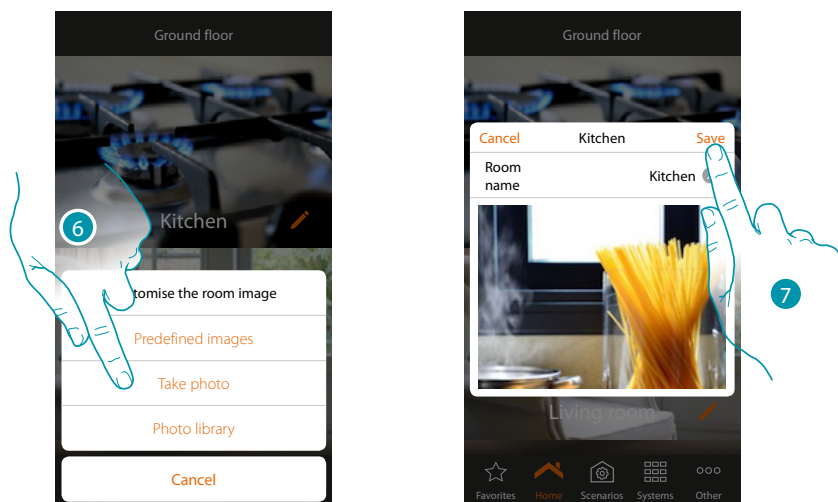 Ground floor
Kitchen
6
tomise the room image
Predefined images
Take photo
Photo library
Cancel
Ground floor
Cancel Kitchen Save
Room
name
Kitchen
7
Living room
Favorites Home Scenarios Systems Other